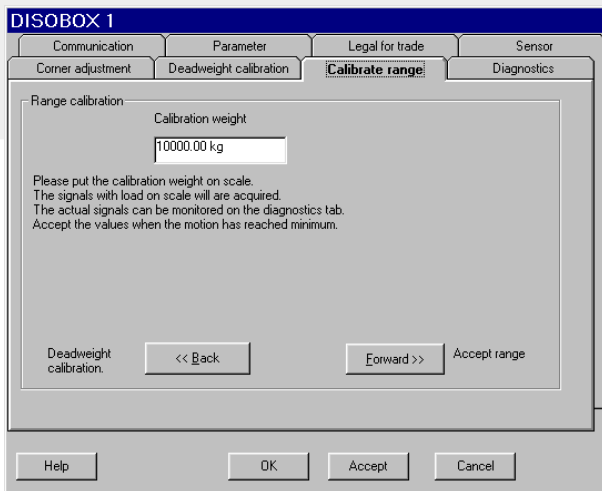 DISOBOX 1
Communication Parameter Legal for trade Sensor
Corner adjustment Deadweight calibration Calibrate range Diagnostics
Range calibration
Calibration weight
10000.00 kg
Please put the calibration weight on scale.
The signals with load on scale will are acquired.
The actual signals can be monitored on the diagnostics tab.
Accept the values when the motion has reached minimum.
Deadweight
calibration.
<< Back
Forward >>
Accept range
Help OK Accept Cancel